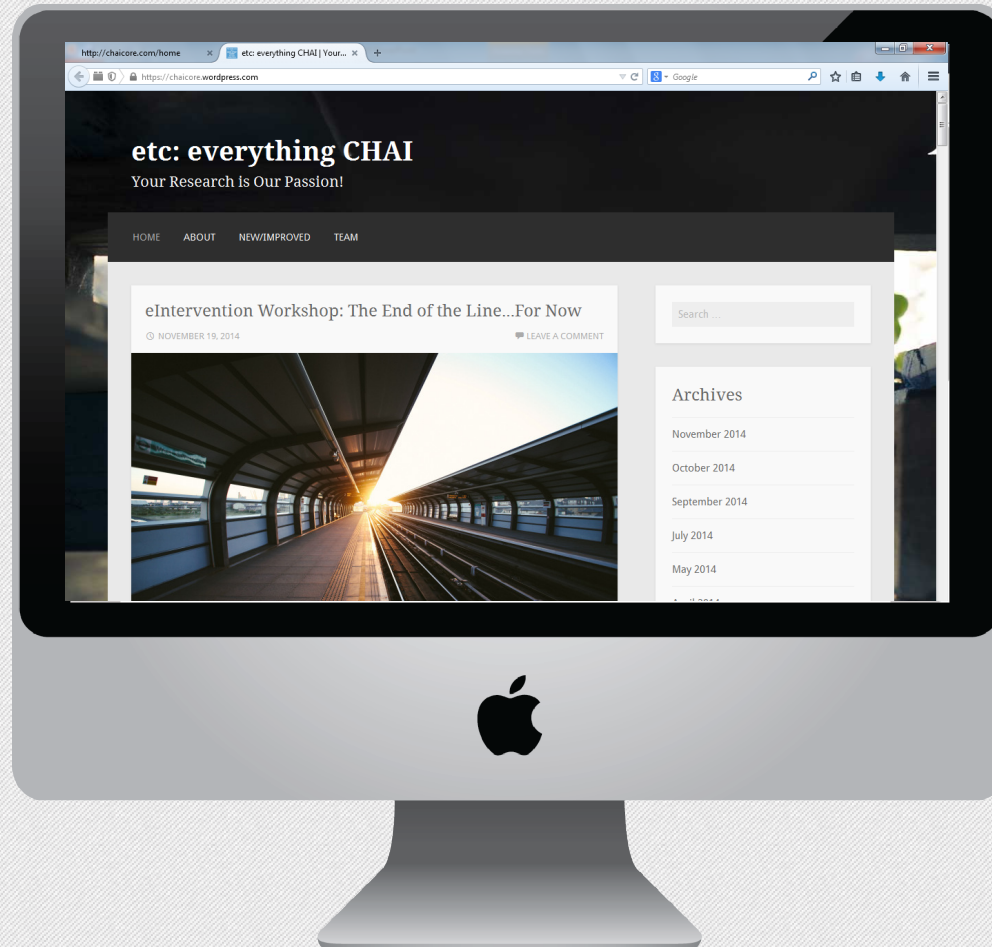 http://chaicore.com/home
etc: everything CHAI | Your...
https://chaicore.wordpress.com
Google
etc: everything CHAI
Your Research is Our Passion!
HOME ABOUT NEW/IMPROVED TEAM
eIntervention Workshop: The End of the Line...For Now
NOVEMBER 19, 2014
LEAVE A COMMENT
Search ...
Archives
November 2014
October 2014
September 2014
July 2014
May 2014
April 2014